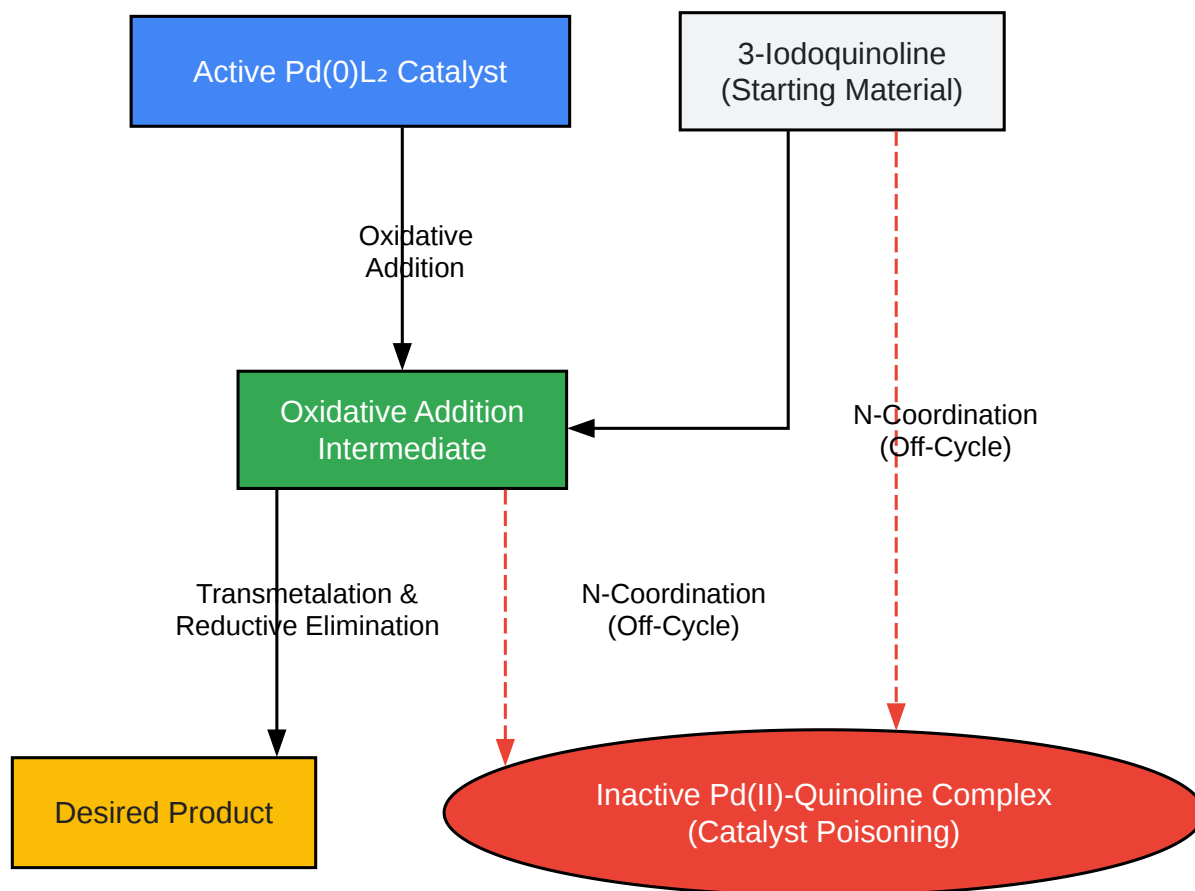 Active Pd(0)L₂ Catalyst
3-Iodoquinoline
(Starting Material)
Oxidative
Addition
Oxidative Addition
Intermediate
N-Coordination
(Off-Cycle)
Transmetalation &
Reductive Elimination
N-Coordination
(Off-Cycle)
Desired Product
Inactive Pd(II)-Quinoline Complex
(Catalyst Poisoning)